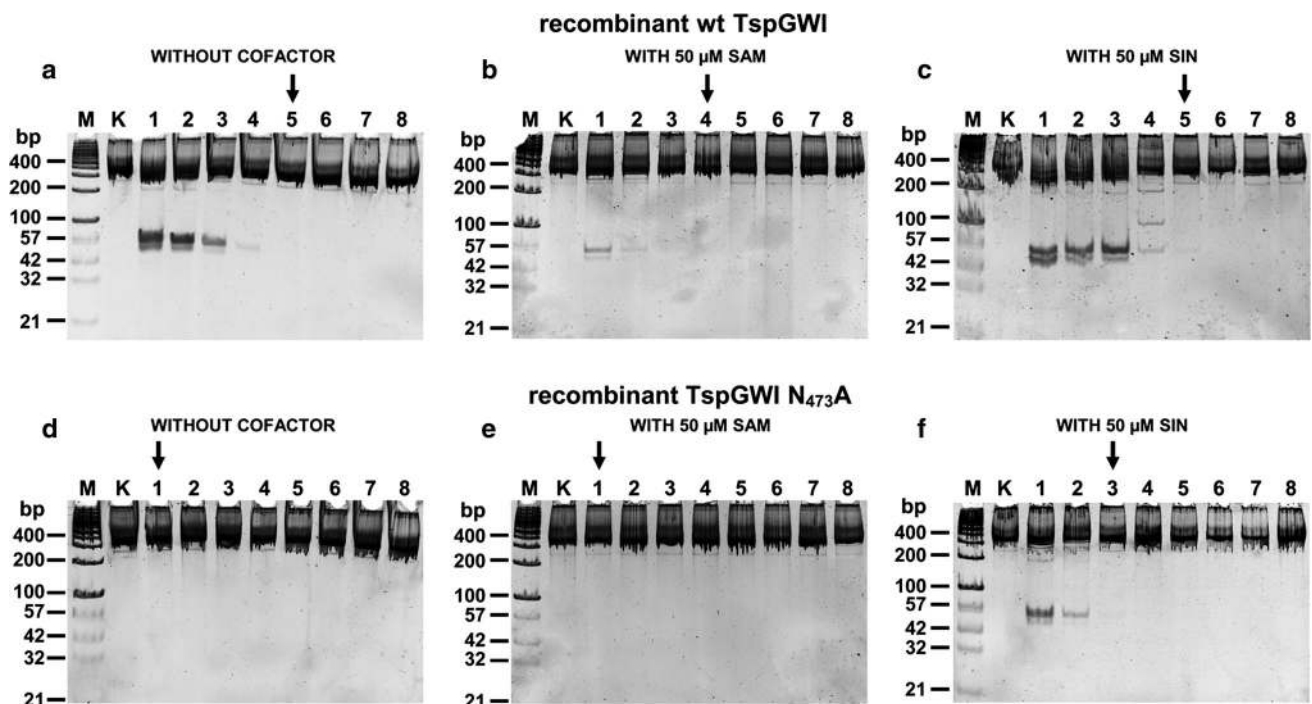 recombinant wt TspGWI
a WITHOUT COFACTOR
M K 1 2 3 4 5 6 7 8
bp
400
200
100
57
42
32
21
b WITH 50 µM SAM
M K 1 2 3 4 5 6 7 8
bp
400
200
100
57
42
32
21
c WITH 50 µM SIN
M K 1 2 3 4 5 6 7 8
bp
400
200
100
57
42
32
21
recombinant TspGWI N₄₇₃A
d WITHOUT COFACTOR
M K 1 2 3 4 5 6 7 8
bp
400
200
100
57
42
32
21
e WITH 50 µM SAM
M K 1 2 3 4 5 6 7 8
bp
400
200
100
57
42
32
21
f WITH 50 µM SIN
M K 1 2 3 4 5 6 7 8
bp
400
200
100
57
42
32
21